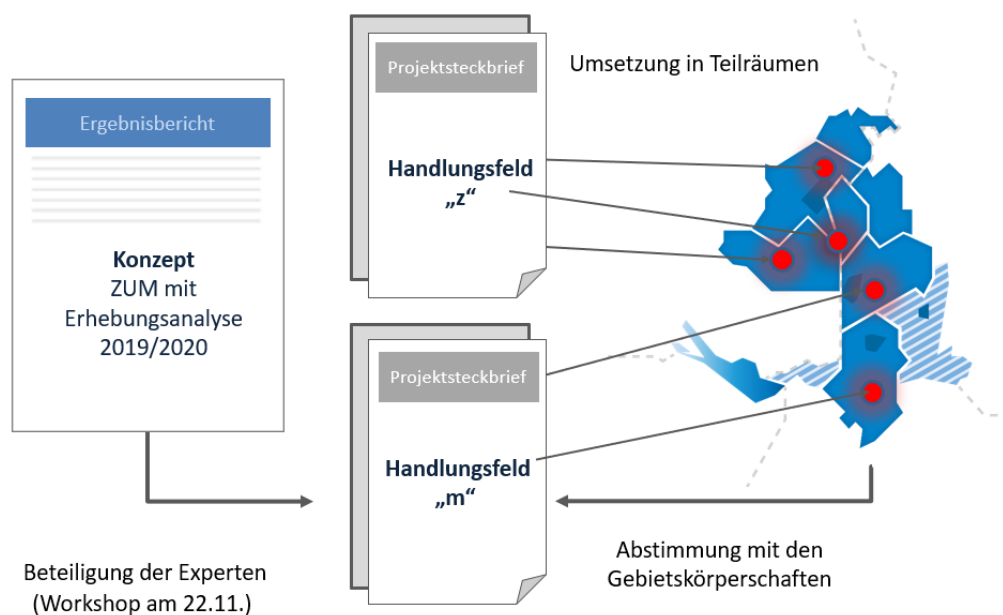 Ergebnisbericht
Konzept
ZUM mit
Erhebungsanalyse
2019/2020
Beteiligung der Experten
(Workshop am 22.11.)
Projektsteckbrief
Handlungsfeld
„z“
Projektsteckbrief
Handlungsfeld
„m“
Umsetzung in Teilräumen
Abstimmung mit den
Gebietskörperschaften